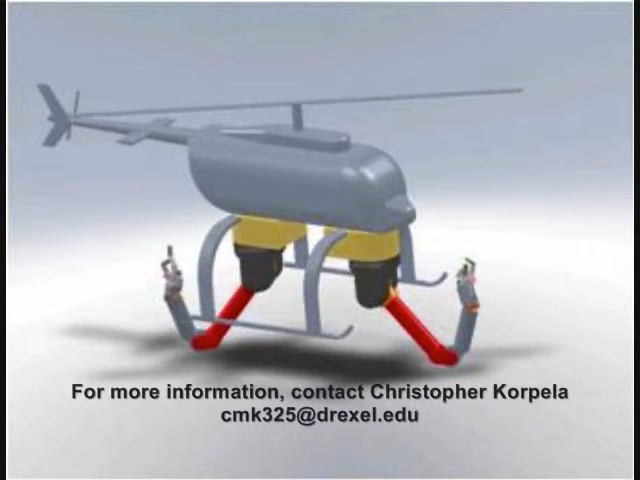 For more information, contact Christopher Korpela
cmk325@drexel.edu